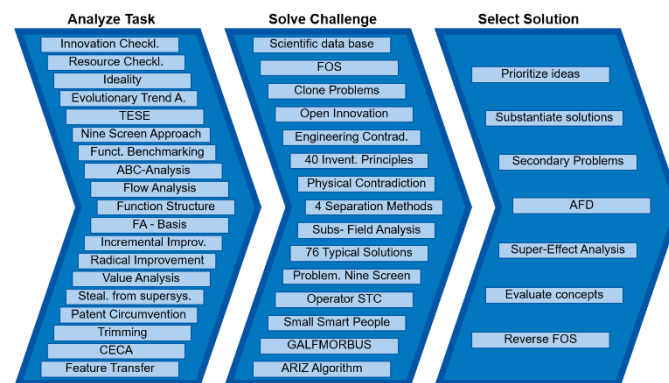 Analyze Task
Innovation Checkl.
Resource Checkl.
Ideality
Evolutionary Trend A.
TESE
Nine Screen Approach
Funct. Benchmarking
ABC-Analysis
Flow Analysis
Function Structure
FA - Basis
Incremental Improv.
Radical Improvement
Value Analysis
Steal. from supersys.
Patent Circumvention
Trimming
CECA
Feature Transfer
Solve Challenge
Scientific data base
FOS
Clone Problems
Open Innovation
Engineering Contrad.
40 Invent. Principles
Physical Contradiction
4 Separation Methods
Subs- Field Analysis
76 Typical Solutions
Problem. Nine Screen
Operator STC
Small Smart People
GALFMORBUS
ARIZ Algorithm
Select Solution
Prioritize ideas
Substantiate solutions
Secondary Problems
AFD
Super-Effect Analysis
Evaluate concepts
Reverse FOS